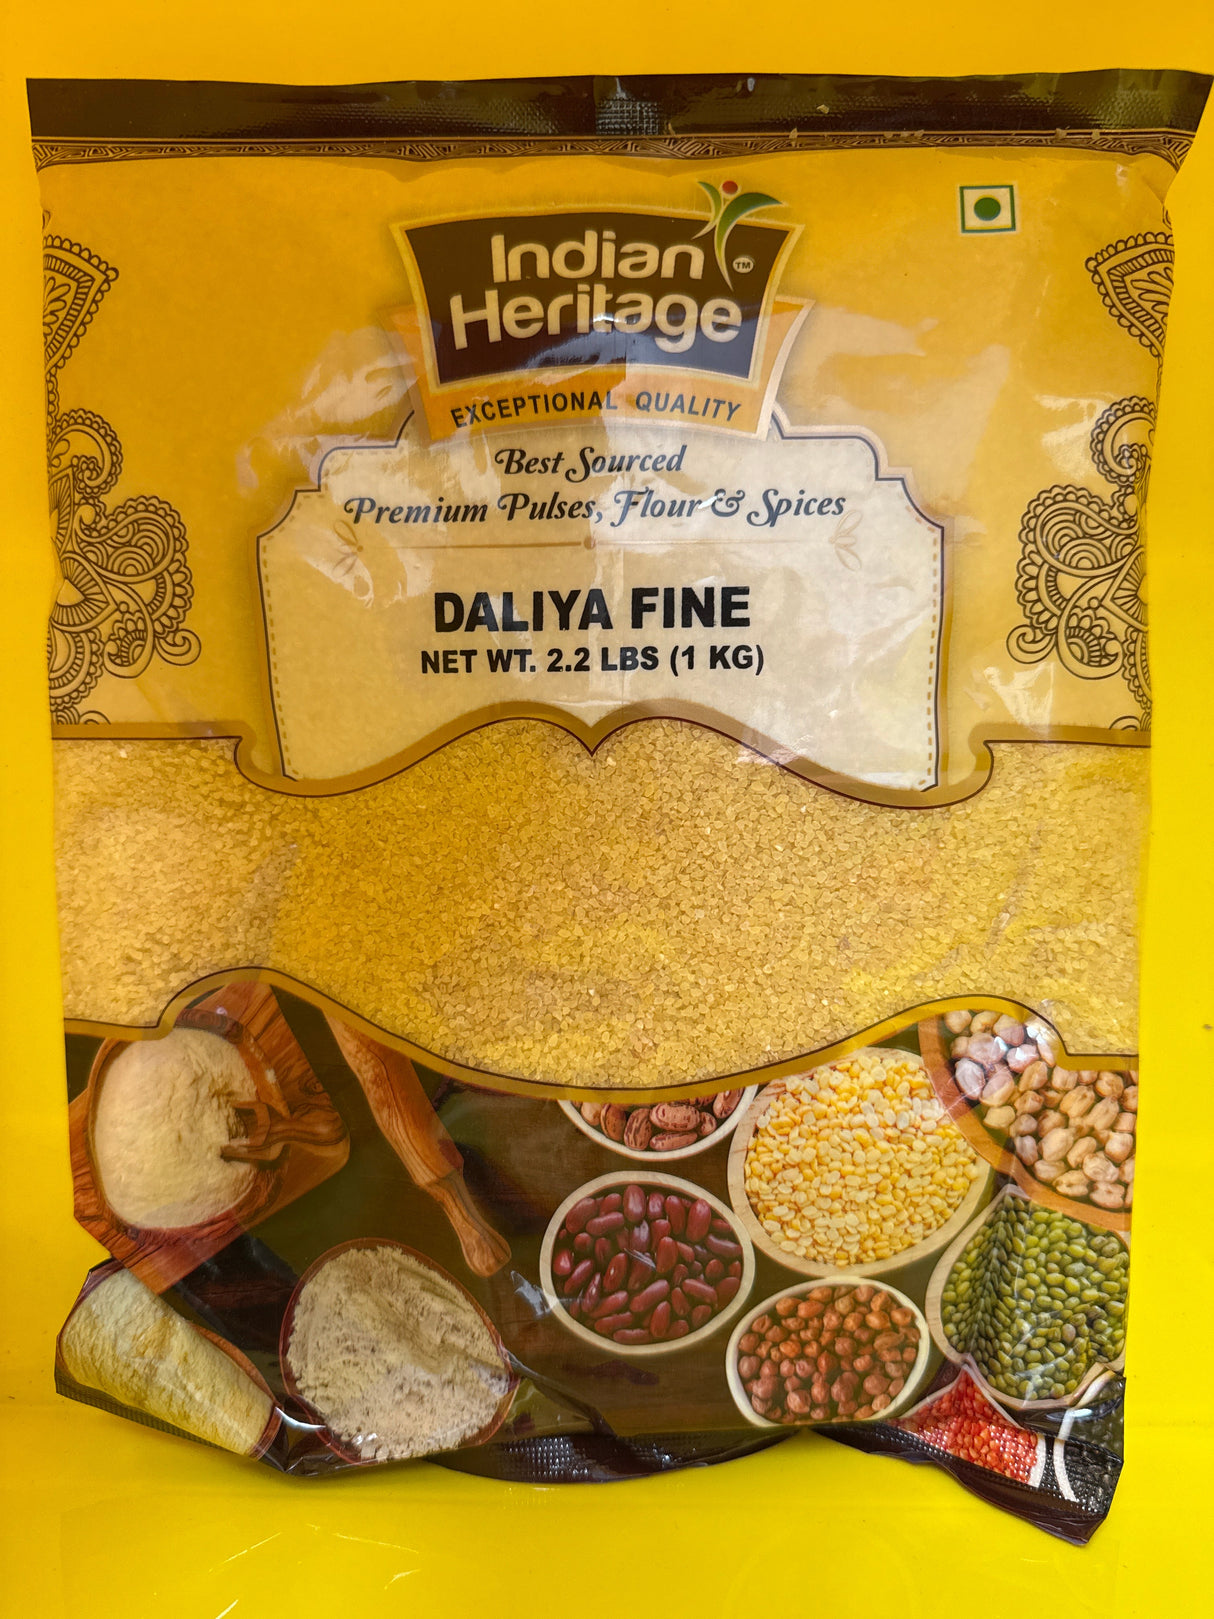 Indian
Heritage
TM
EXCEPTIONAL QUALITY
Best Sourced
Premium Pulses, Flour & Spices
DALIYA FINE
NET WT. 2.2 LBS (1 KG)